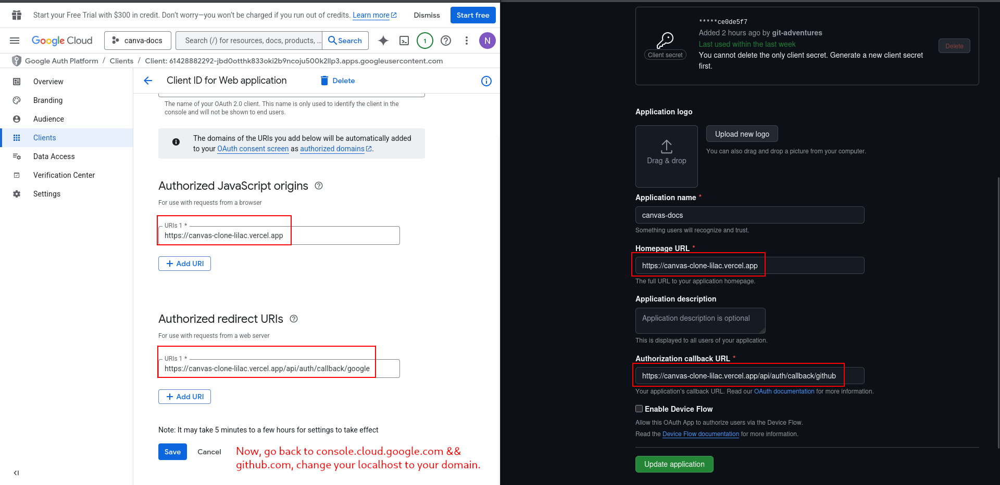 Start your Free Trial with $300 in credit. Don’t worry—you won’t be charged if you run out of credits. Learn more
Dismiss
Start free
Google Cloud
canva-docs
Search (/) for resources, docs, products, ...
Search
1
N
Google Auth Platform / Clients / Client: 61428882292-jbd0otthk833oki2b9ncoju500k2llp3.apps.googleusercontent.com
Overview
Branding
Audience
Clients
Data Access
Verification Center
Settings
Client ID for Web application
Delete
The name of your OAuth 2.0 client. This name is only used to identify the client in the
console and will not be shown to end users.
The domains of the URIs you add below will be automatically added
to your OAuth consent screen as authorized domains.
Authorized JavaScript origins
For use with requests from a browser
URIs 1 *
https://canvas-clone-lilac.vercel.app
Add URI
Authorized redirect URIs
For use with requests from a web server
URIs 1 *
https://canvas-clone-lilac.vercel.app/api/auth/callback/google
Add URI
Note: It may take 5 minutes to a few hours for settings to take effect
Save
Cancel
Now, go back to console.cloud.google.com &&
github.com, change your localhost to your domain.
*****ce0de5f7
Added 2 hours ago by git-adventures
Last used within the last week
You cannot delete the only client secret. Generate a new client secret
first.
Client secret
Delete
Application logo
Drag & drop
Upload new logo
You can also drag and drop a picture from your computer.
Application name *
canvas-docs
Something users will recognize and trust.
Homepage URL *
https://canvas-clone-lilac.vercel.app
The full URL to your application homepage.
Application description
Application description is optional
This is displayed to all users of your application.
Authorization callback URL *
https://canvas-clone-lilac.vercel.app/api/auth/callback/github
Your application’s callback URL. Read our OAuth documentation for more information.
Enable Device Flow
Allow this OAuth App to authorize users via the Device Flow.
Read the Device Flow documentation for more information.
Update application